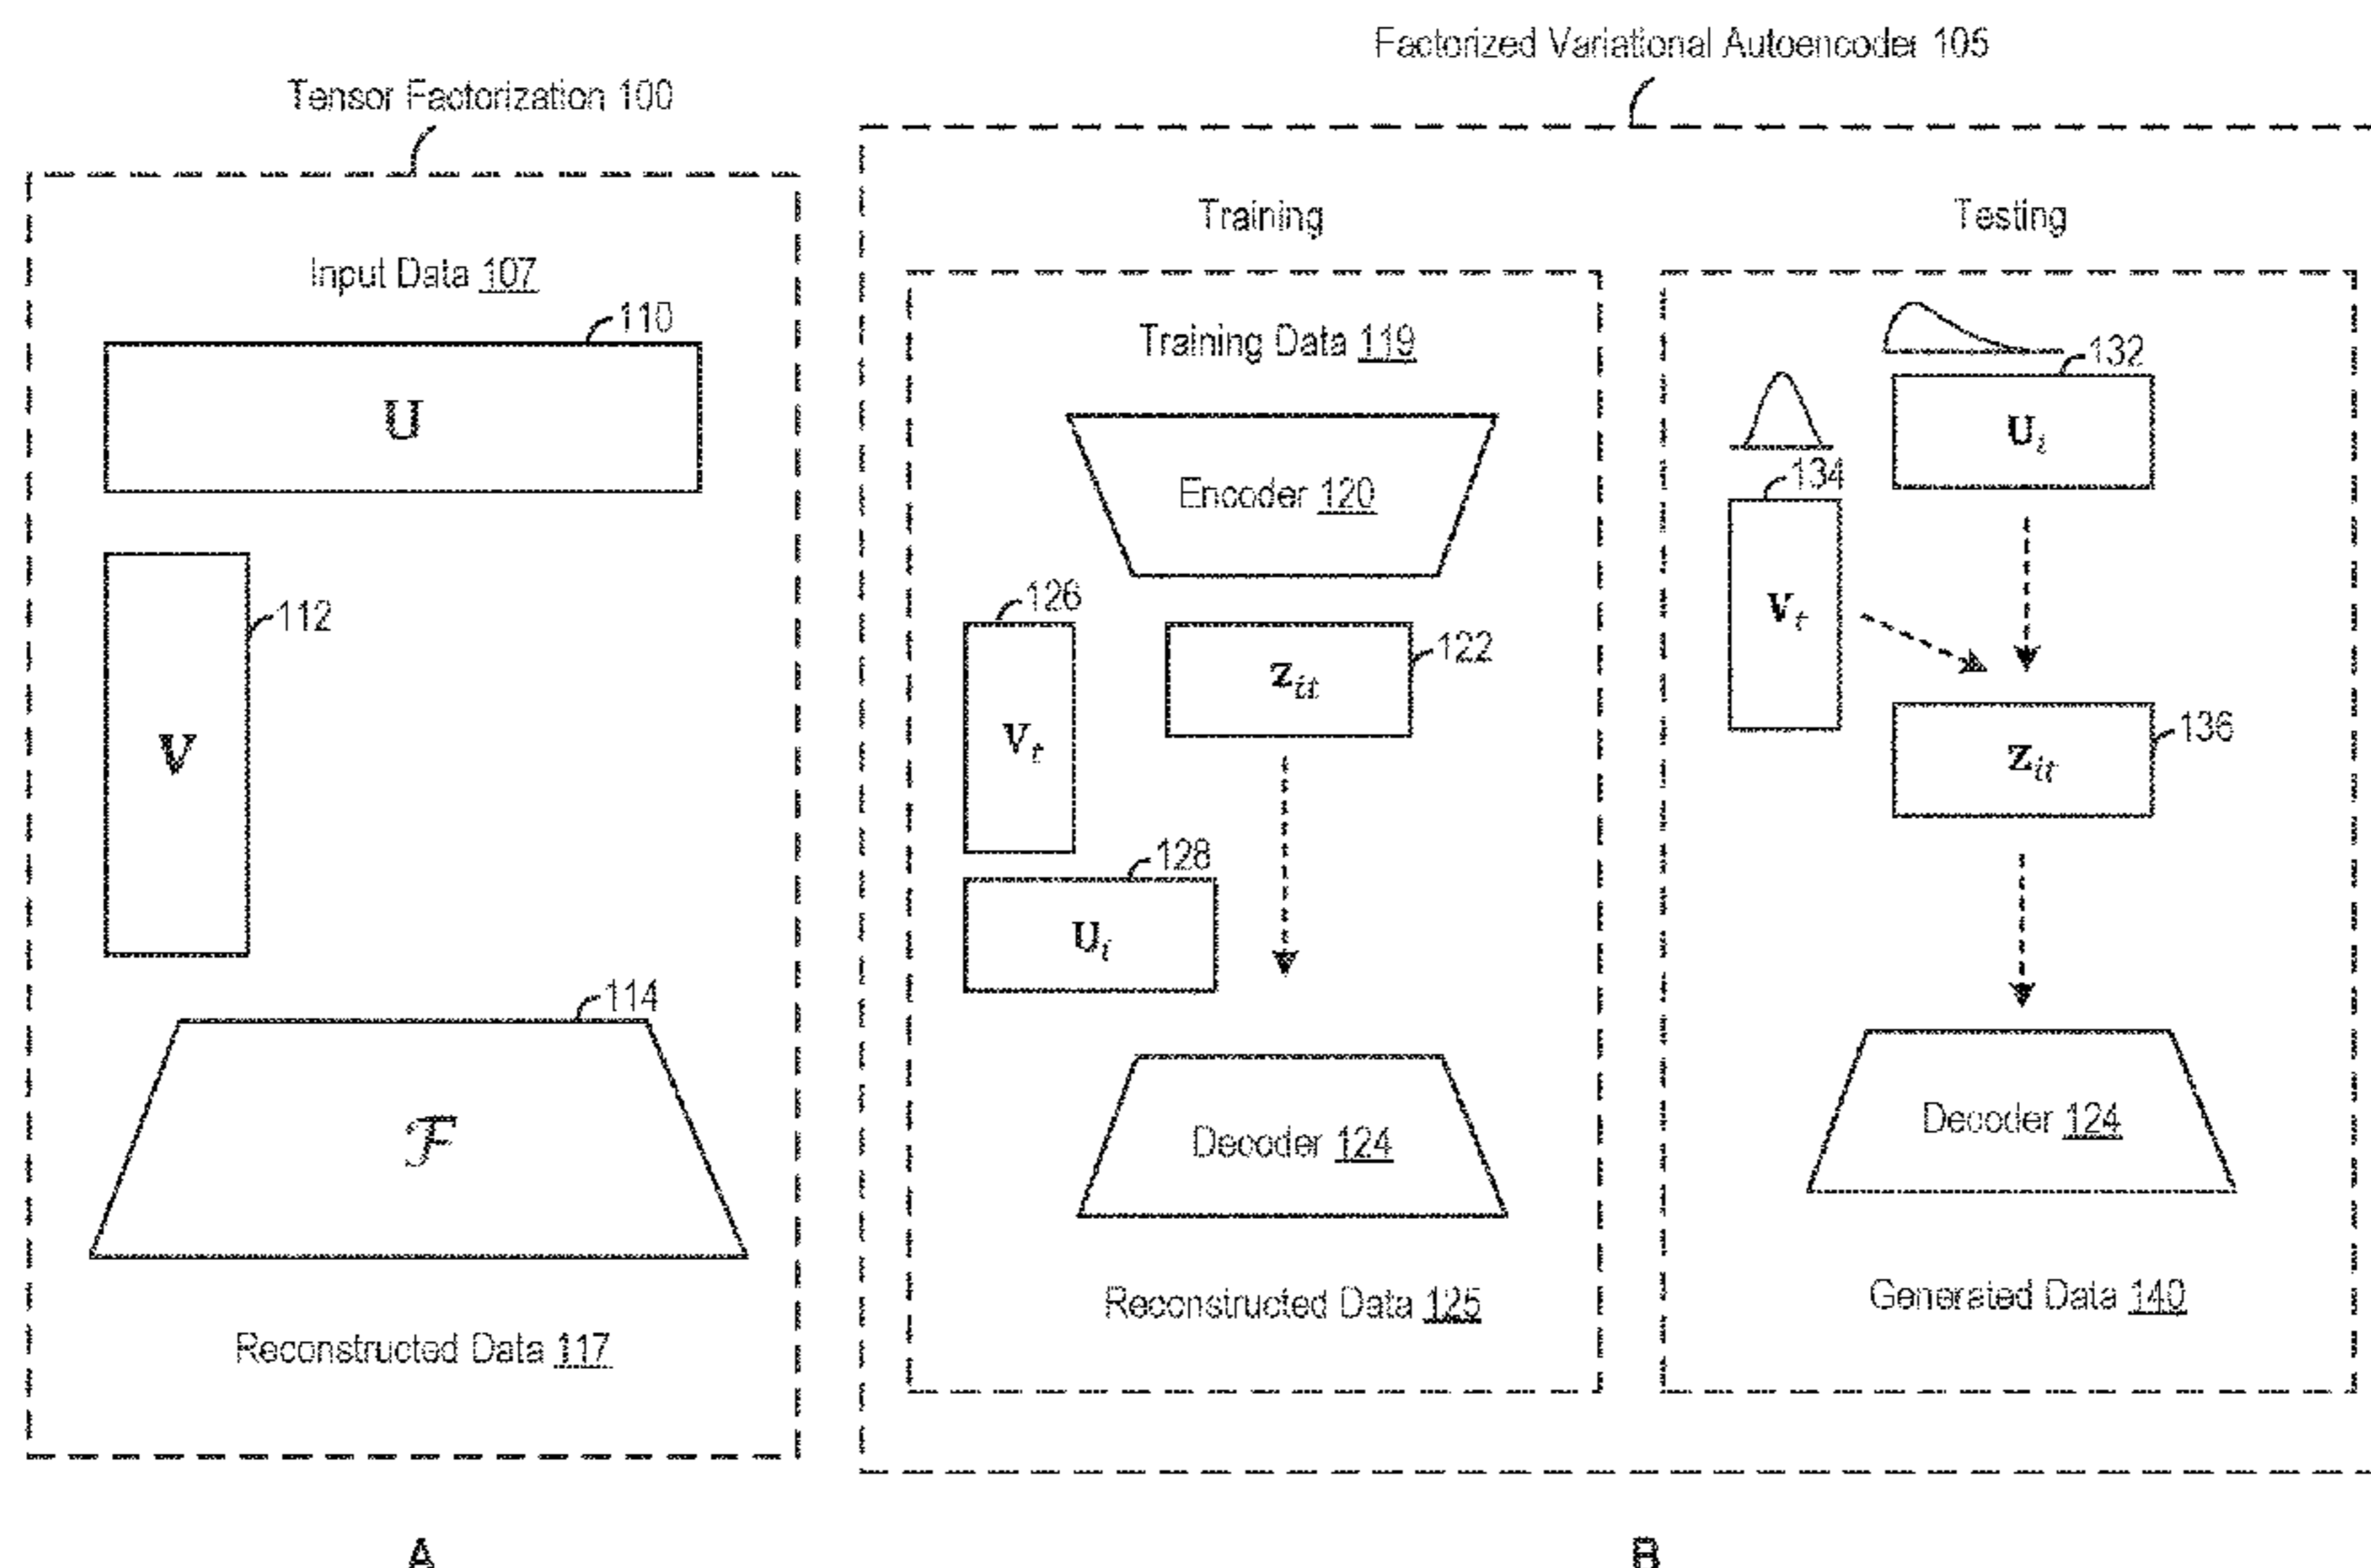 Factorized Variational Autoencoder 105
Tensor Factorization 100
Input Data 107
110
U
112
V
114
ℱ
Reconstructed Data 117
A
Training
Training Data 119
Encoder 120
126
V_t
122
z_it
128
U_i
Decoder 124
Reconstructed Data 125
Testing
132
U_i
134
V_t
136
z_it
Decoder 124
Generated Data 140
B